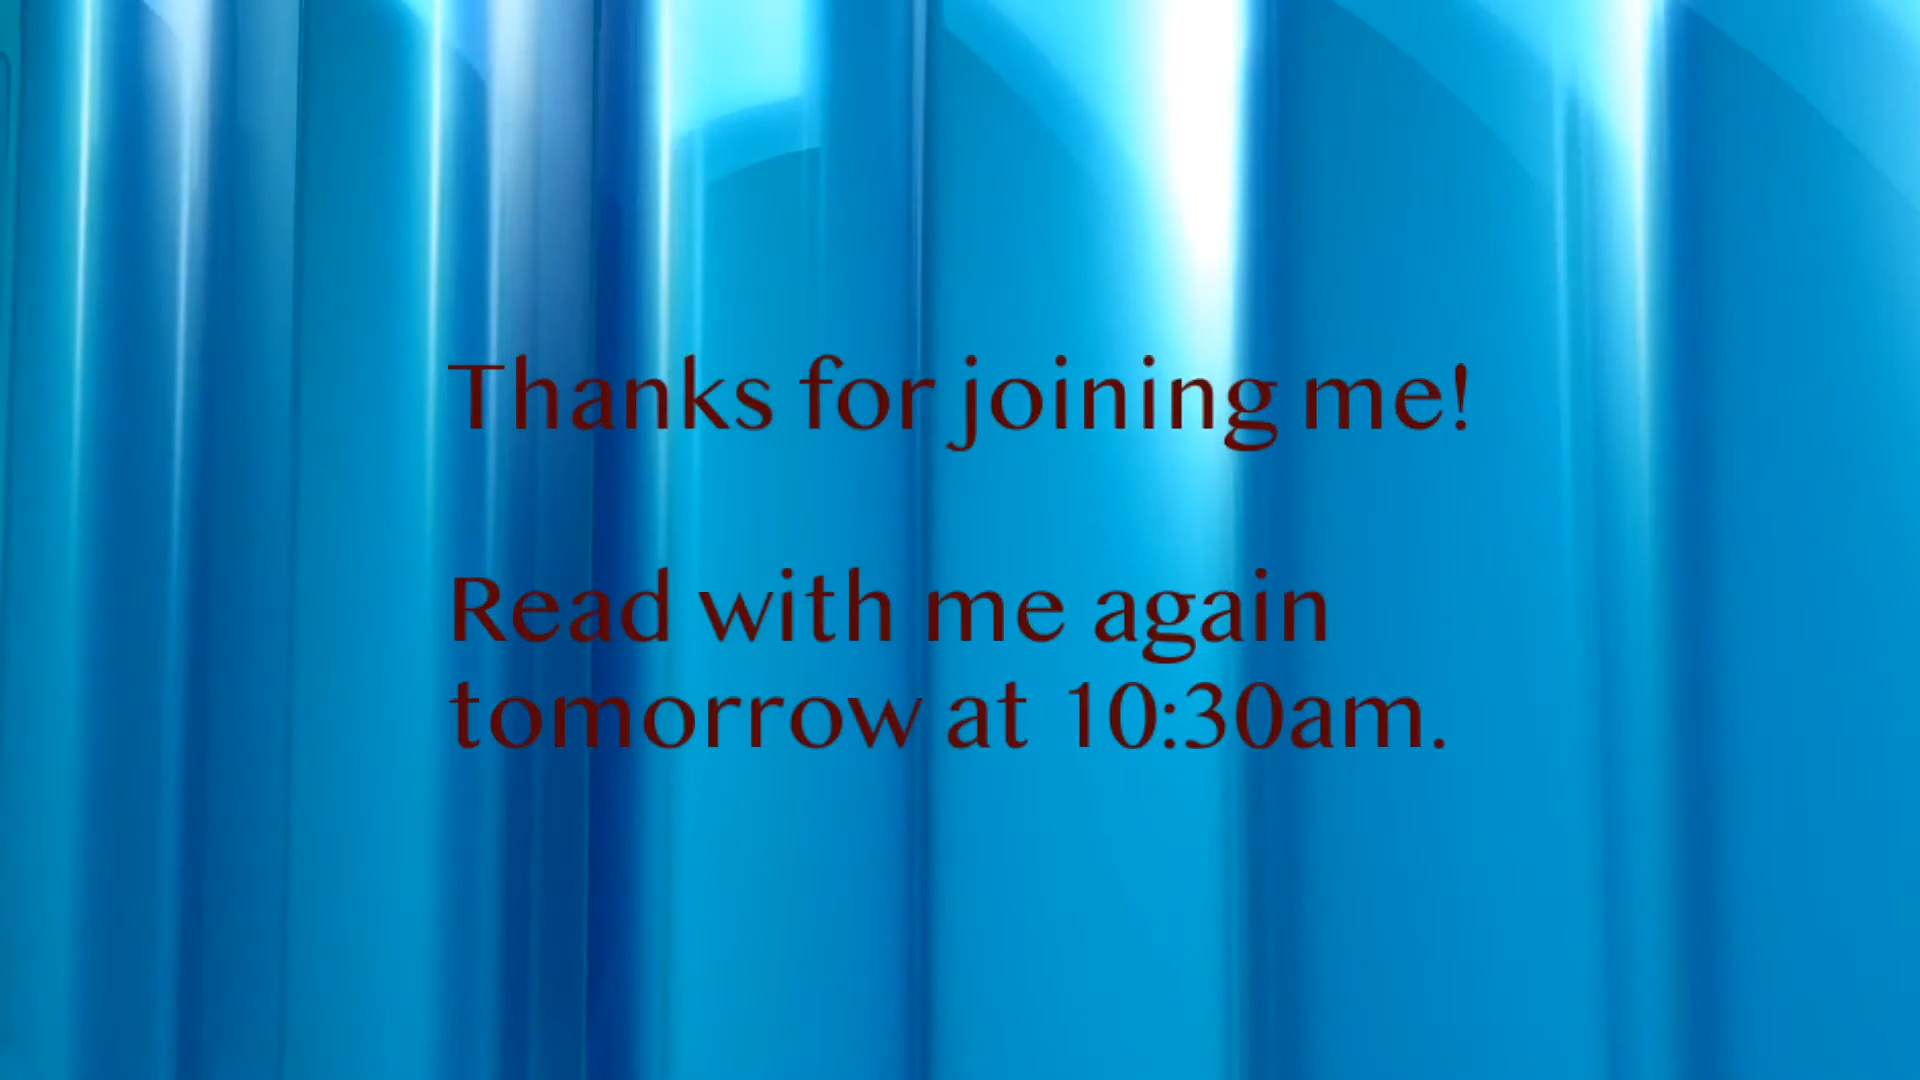 Thanks for joining me!
Read with me again
tomorrow at 10:30am.